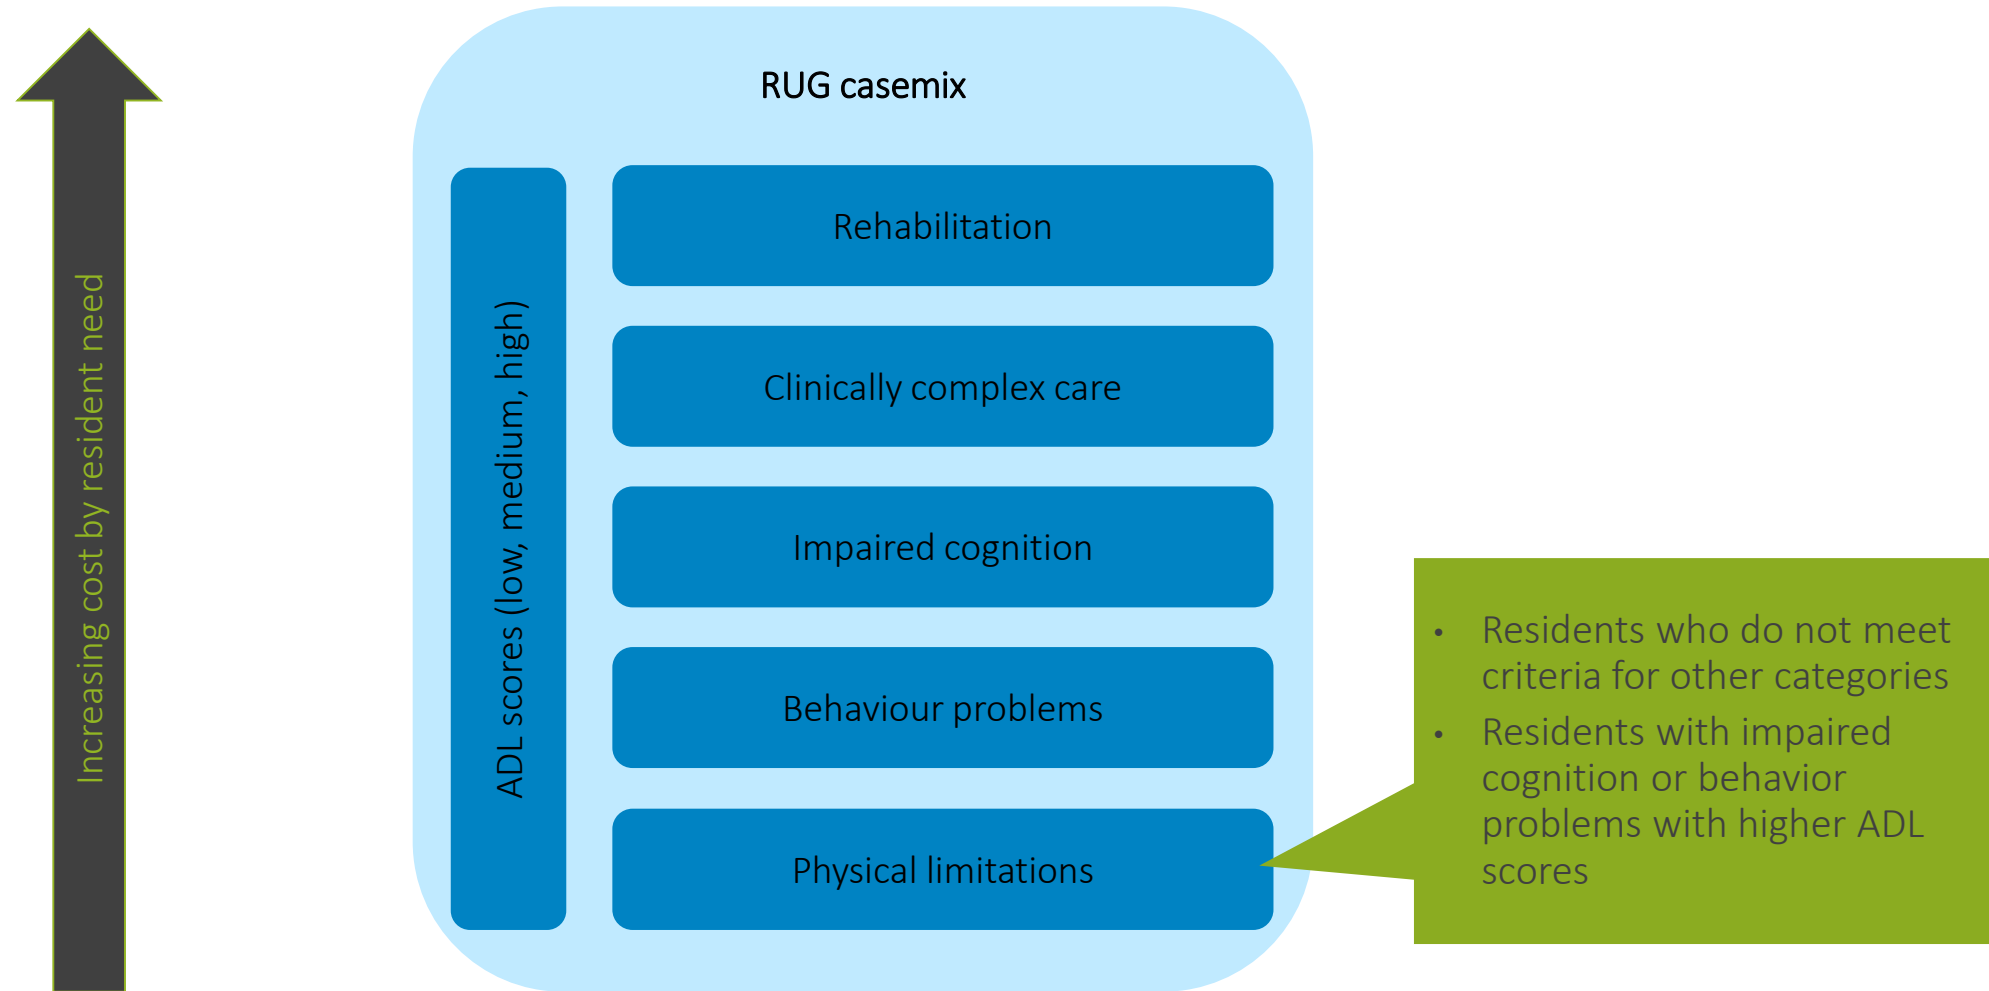 RUG casemix
Increasing cost by resident need
ADL scores (low, medium, high)
Rehabilitation
Clinically complex care
Impaired cognition
Behaviour problems
Physical limitations
• Residents who do not meet
criteria for other categories
• Residents with impaired
cognition or behavior
problems with higher ADL
scores